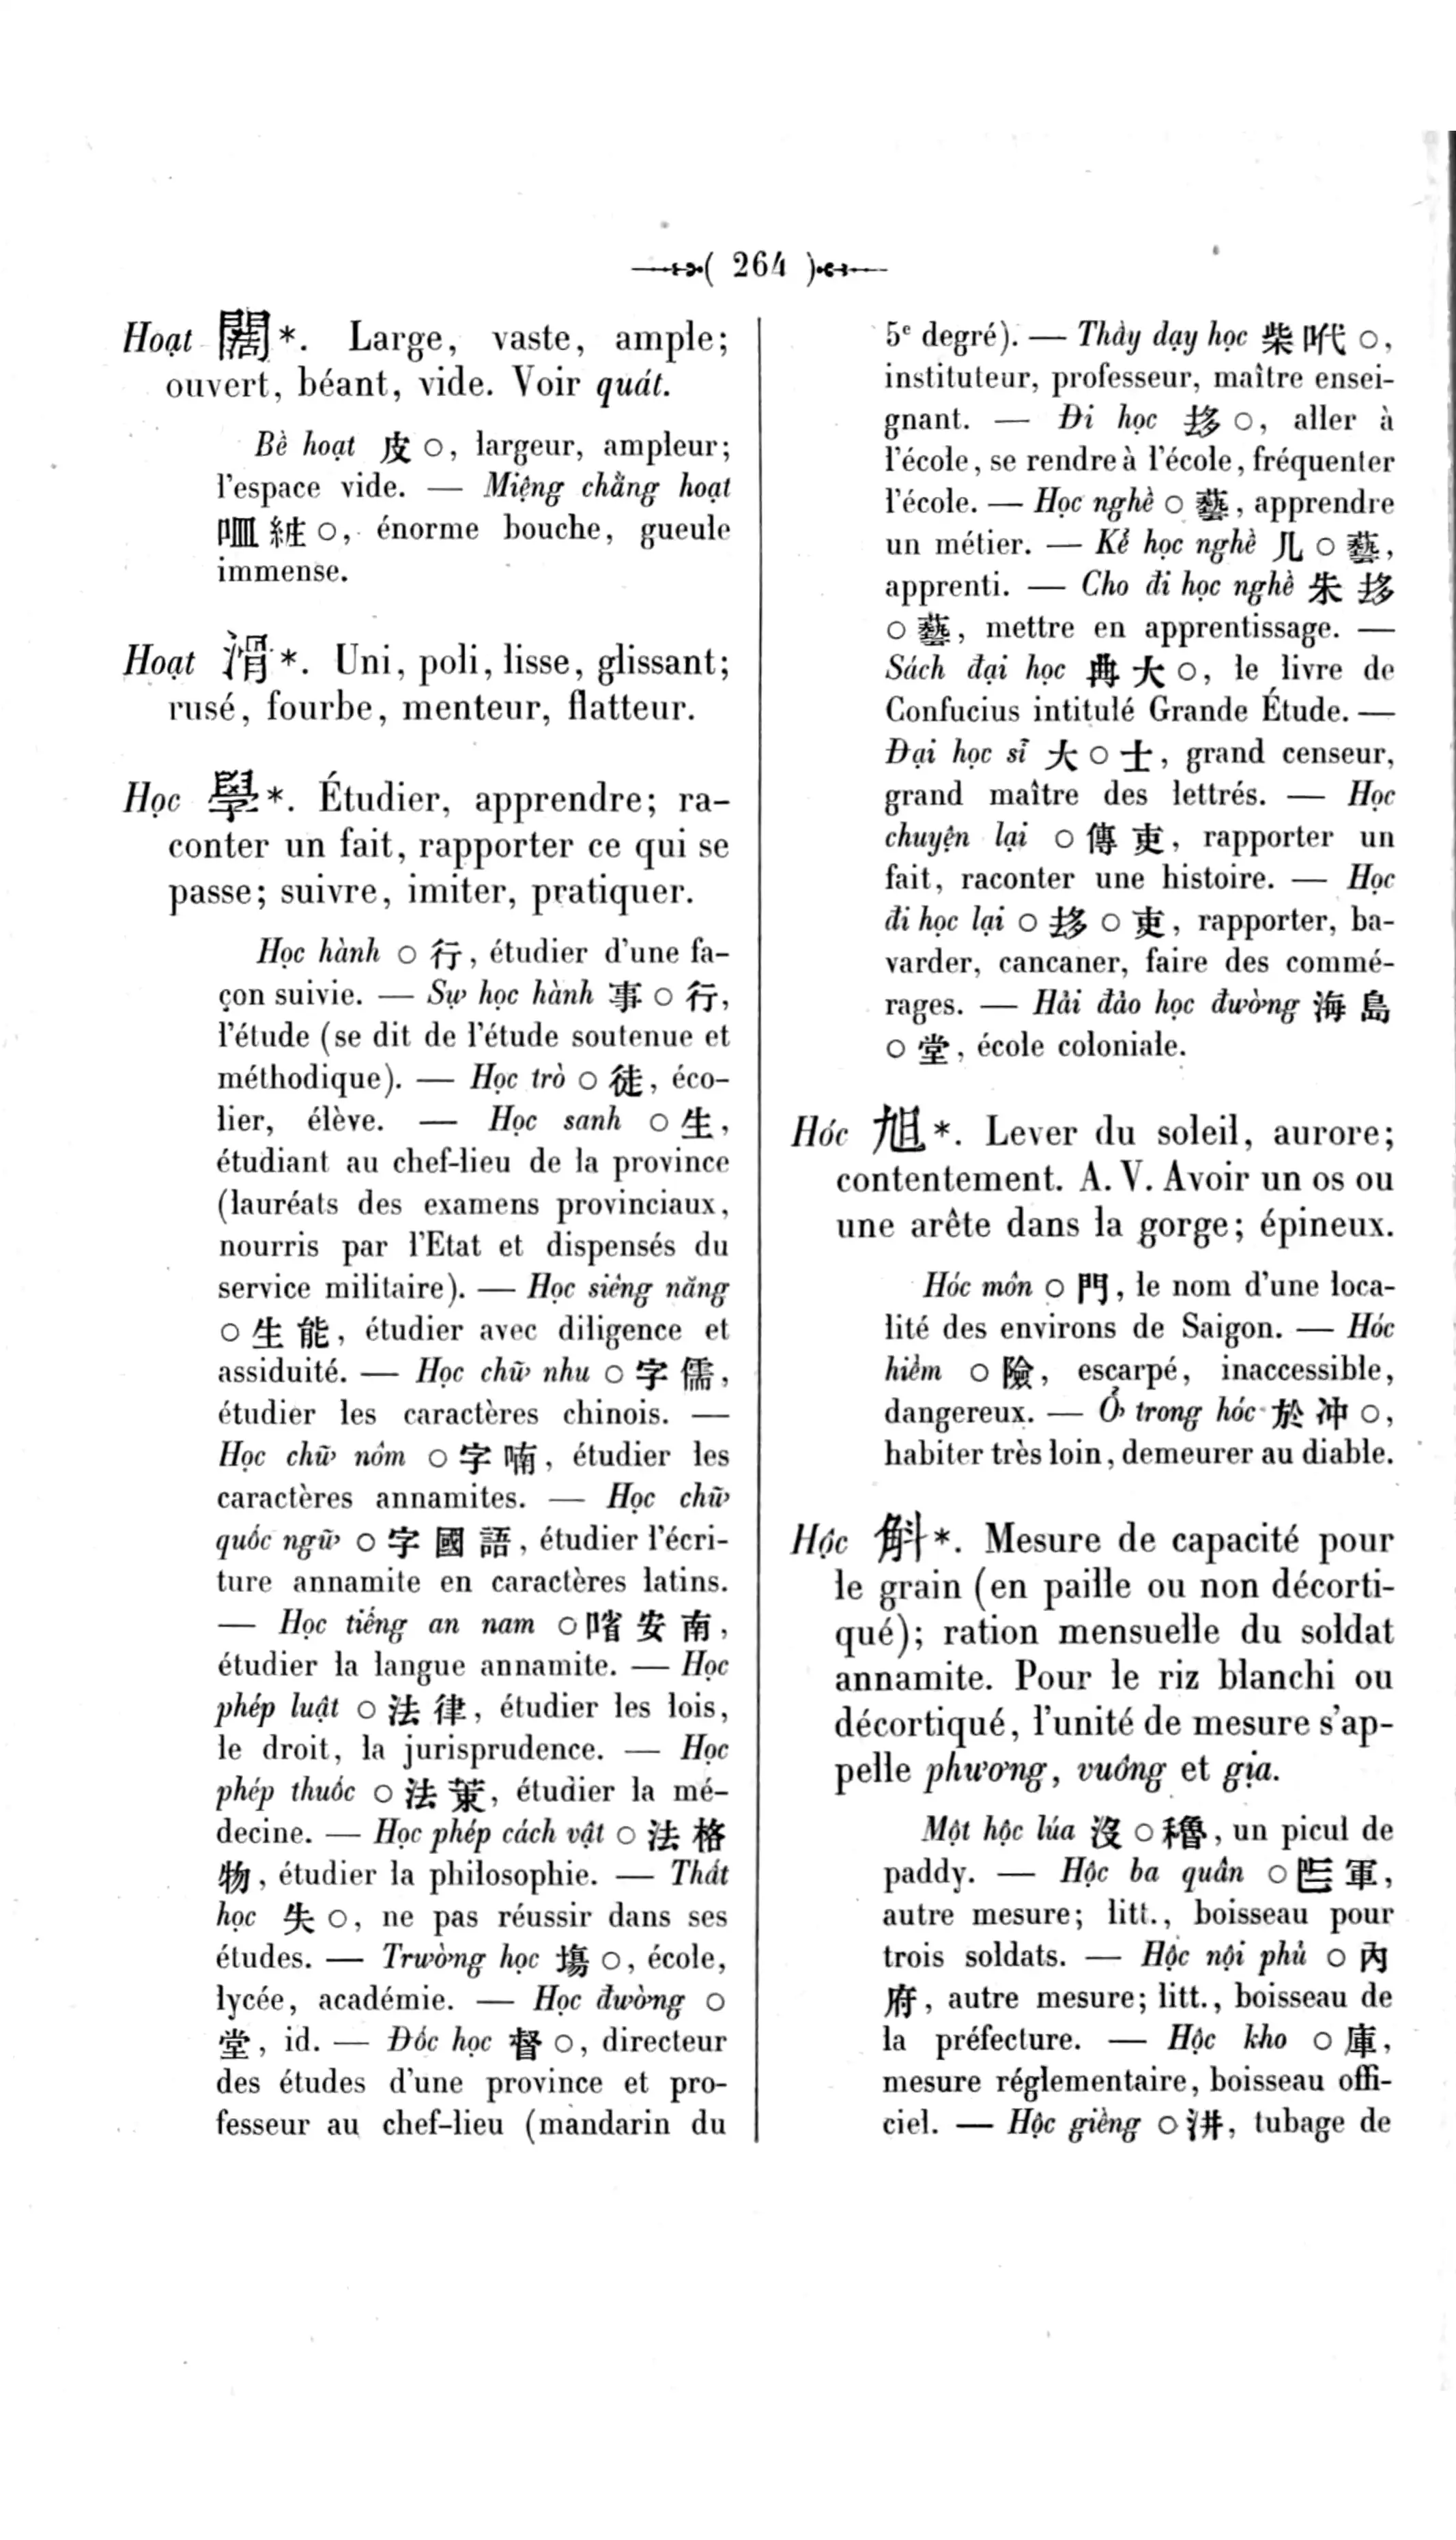 ( 264 )
Hoạt 闊 *. Large, vaste, ample;
ouvert, béant, vide. Voir quát.
Bề hoạt 皮 ○, largeur, ampleur;
l'espace vide. — Miệng chằng hoạt
○, énorme bouche, gueule
immense.
Hoạt 滑 *. Uni, poli, lisse, glissant;
rusé, fourbe, menteur, flatteur.
Học 學 *. Étudier, apprendre; ra-
conter un fait, rapporter ce qui se
passe; suivre, imiter, pratiquer.
Học hành ○ 行, étudier d'une fa-
çon suivie. — Sự học hành 事 ○ 行,
l'étude (se dit de l'étude soutenue et
méthodique). — Học trò ○ 徒, éco-
lier, élève. — Học sanh ○ 生,
étudiant au chef-lieu de la province
(lauréats des examens provinciaux,
nourris par l'Etat et dispensés du
service militaire). — Học siêng năng
○ 生 能, étudier avec diligence et
assiduité. — Học chữ nhu ○ 字 儒,
étudier les caractères chinois. —
Học chữ nôm ○ 字 喃, étudier les
caractères annamites. — Học chữ
quốc ngữ ○ 字 國 語, étudier l'écri-
ture annamite en caractères latins.
— Học tiếng an nam ○ 㗂 安 南,
étudier la langue annamite. — Học
phép luật ○ 法 律, étudier les lois,
le droit, la jurisprudence. — Học
phép thuốc ○ 法, étudier la mé-
decine. — Học phép cách vật ○ 法 格
物, étudier la philosophie. — Thất
học 失 ○, ne pas réussir dans ses
études. — Trường học 塲 ○, école,
lycée, académie. — Học đường ○
堂, id. — Đốc học 督 ○, directeur
des études d'une province et pro-
fesseur au chef-lieu (mandarin du
5e degré). — Thầy dạy học 柴 𠰺 ○,
instituteur, professeur, maître ensei-
gnant. — Đi học 𠫾 ○, aller à
l'école, se rendre à l'école, fréquenter
l'école. — Học nghề ○ 藝, apprendre
un métier. — Kẻ học nghề 几 ○ 藝,
apprenti. — Cho đi học nghề 朱 𠫾
○ 藝, mettre en apprentissage. —
Sách đại học 冊 大 ○, le livre de
Confucius intitulé Grande Étude. —
Đại học sĩ 大 ○ 士, grand censeur,
grand maître des lettrés. — Học
chuyện lại ○ 傳 吏, rapporter un
fait, raconter une histoire. — Học
đi học lại ○ 𠫾 ○ 吏, rapporter, ba-
varder, cancaner, faire des commé-
rages. — Hải đảo học đường 海 島
○ 堂, école coloniale.
Hóc 旭 *. Lever du soleil, aurore;
contentement. A. V. Avoir un os ou
une arête dans la gorge; épineux.
Hóc môn ○ 門, le nom d'une loca-
lité des environs de Saigon. — Hóc
hiểm ○ 險, escarpé, inaccessible,
dangereux. — Ở trong hóc 於 冲 ○,
habiter très loin, demeurer au diable.
Hộc 斛 *. Mesure de capacité pour
le grain (en paille ou non décorti-
qué); ration mensuelle du soldat
annamite. Pour le riz blanchi ou
décortiqué, l'unité de mesure s'ap-
pelle phương, vuông et gịa.
Một hộc lúa 沒 ○ 穭, un picul de
paddy. — Hộc ba quân ○ 𠀧 軍,
autre mesure; litt., boisseau pour
trois soldats. — Hộc nội phủ ○ 內
府, autre mesure; litt., boisseau de
la préfecture. — Hộc kho ○ 庫,
mesure réglementaire, boisseau offi-
ciel. — Hộc giềng ○ 汫, tubage de